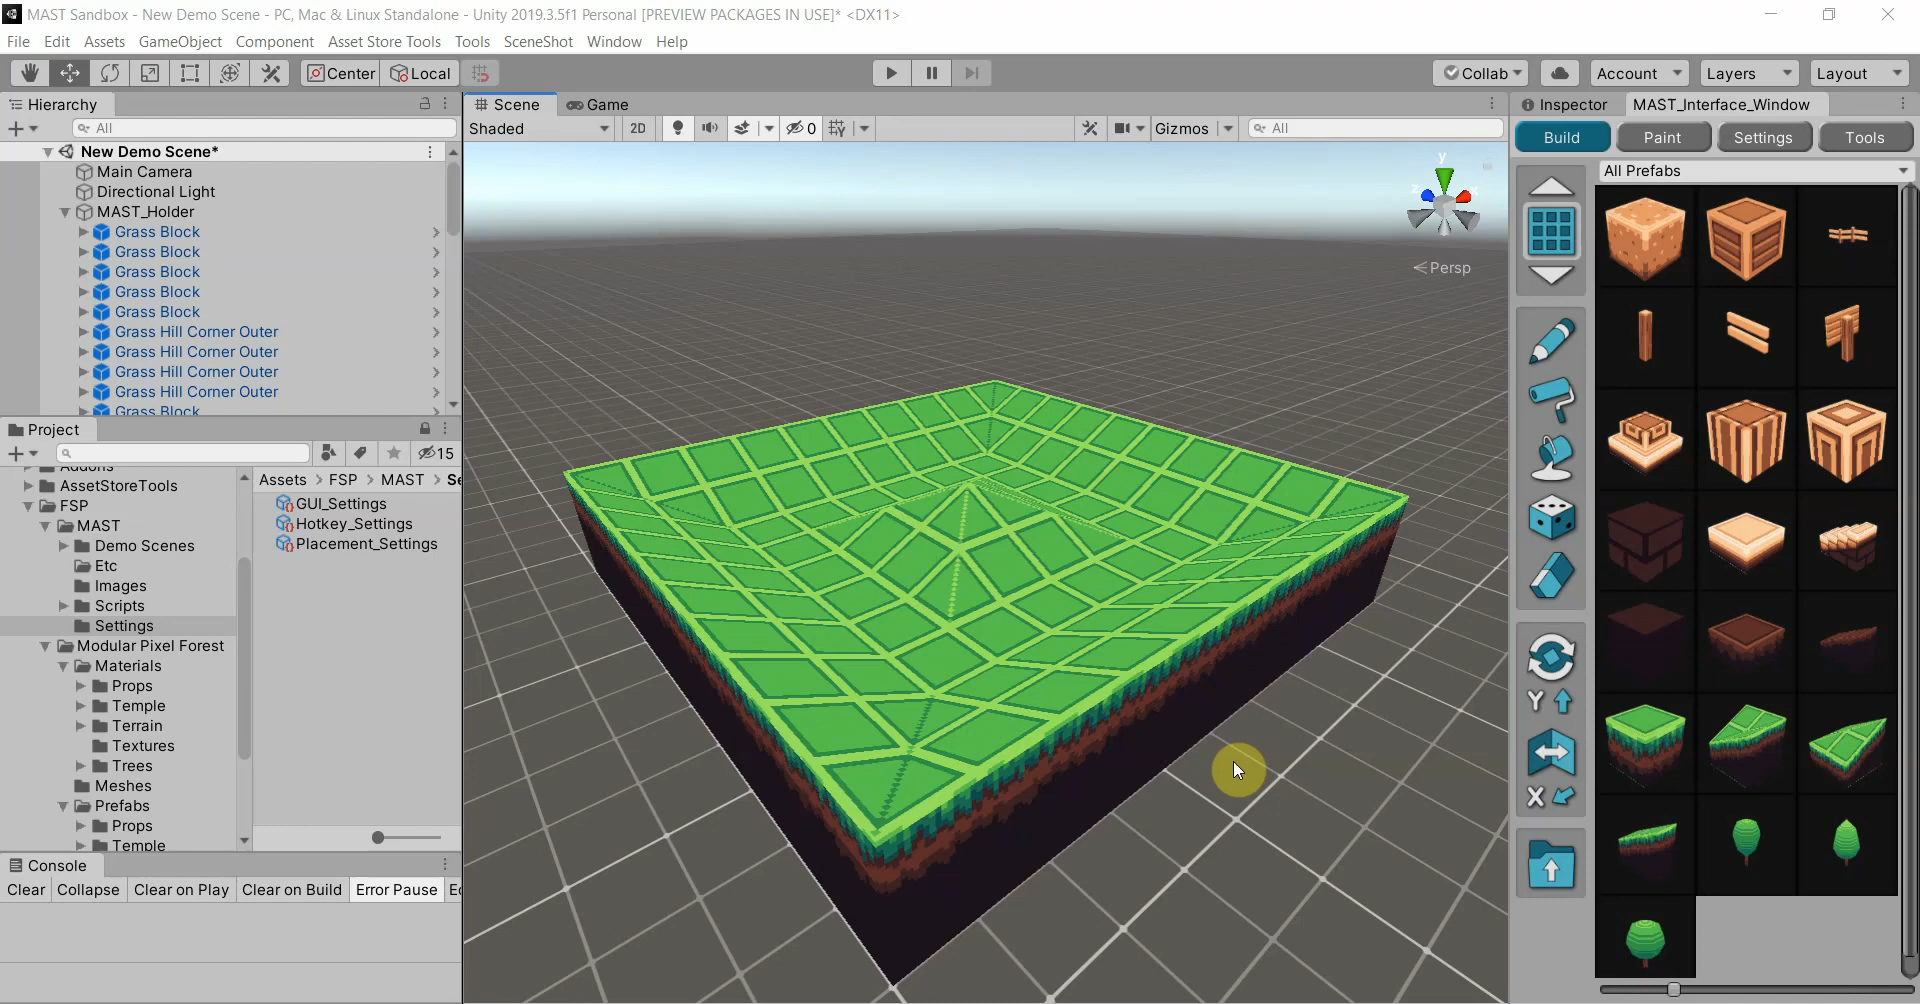 MAST Sandbox - New Demo Scene - PC, Mac & Linux Standalone - Unity 2019.3.5f1 Personal [PREVIEW PACKAGES IN USE]* <DX11>
File Edit Assets GameObject Component Asset Store Tools Tools SceneShot Window Help
Center Local Collab Account Layers Layout
Hierarchy
All
New Demo Scene*
Main Camera
Directional Light
MAST_Holder
Grass Block
Grass Block
Grass Block
Grass Block
Grass Block
Grass Hill Corner Outer
Grass Hill Corner Outer
Grass Hill Corner Outer
Grass Hill Corner Outer
Grass Block
Project
15
Addons
AssetStoreTools
FSP
MAST
Demo Scenes
Etc
Images
Scripts
Settings
Modular Pixel Forest
Materials
Props
Temple
Terrain
Textures
Trees
Meshes
Prefabs
Props
Temple
Assets > FSP > MAST > Se
GUI_Settings
Hotkey_Settings
Placement_Settings
Console
Clear Collapse Clear on Play Clear on Build Error Pause Ec
Scene Game
Shaded 2D 0 Gizmos All
y
z x
Persp
Inspector MAST_Interface_Window
Build Paint Settings Tools
All Prefabs
Y
X